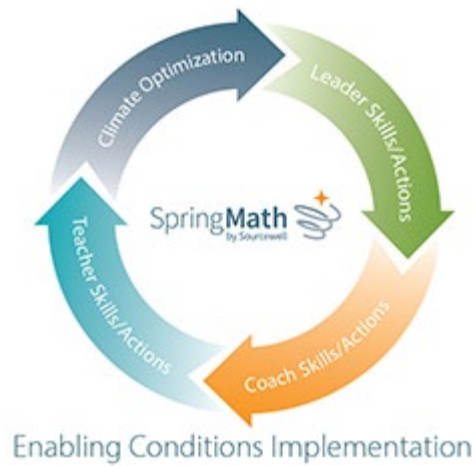 Climate Optimization
Leader Skills/Actions
SpringMath
by Sourcewell
Teacher Skills/Actions
Coach Skills/Actions
Enabling Conditions Implementation